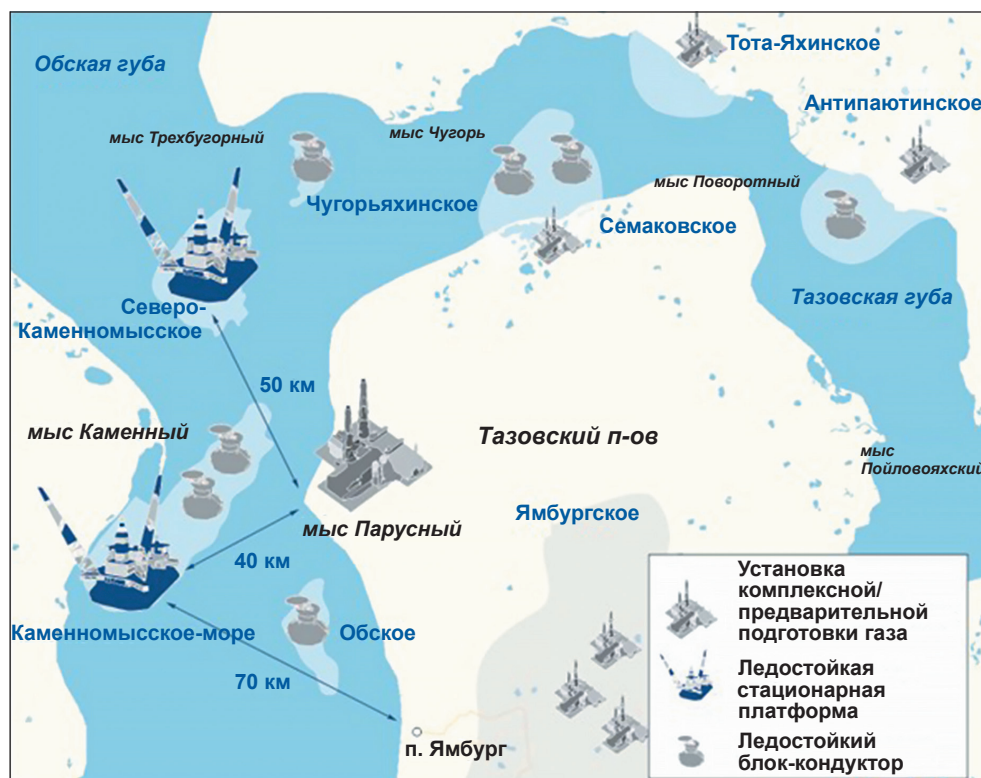 Обская губа
Тота-Яхинское
Антипаютинское
мыс Трехбугорный
мыс Чугорь
мыс Поворотный
Чугорьяхинское
Семаковское
Тазовская губа
Северо-
Каменномысское
50 км
мыс Каменный
Тазовский п-ов
мыс
Пойловояхский
мыс Парусный
Ямбургское
40 км
Каменномысское-море
Обское
70 км
п. Ямбург
Установка
комплексной/
предварительной
подготовки газа
Ледостойкая
стационарная
платформа
Ледостойкий
блок-кондуктор